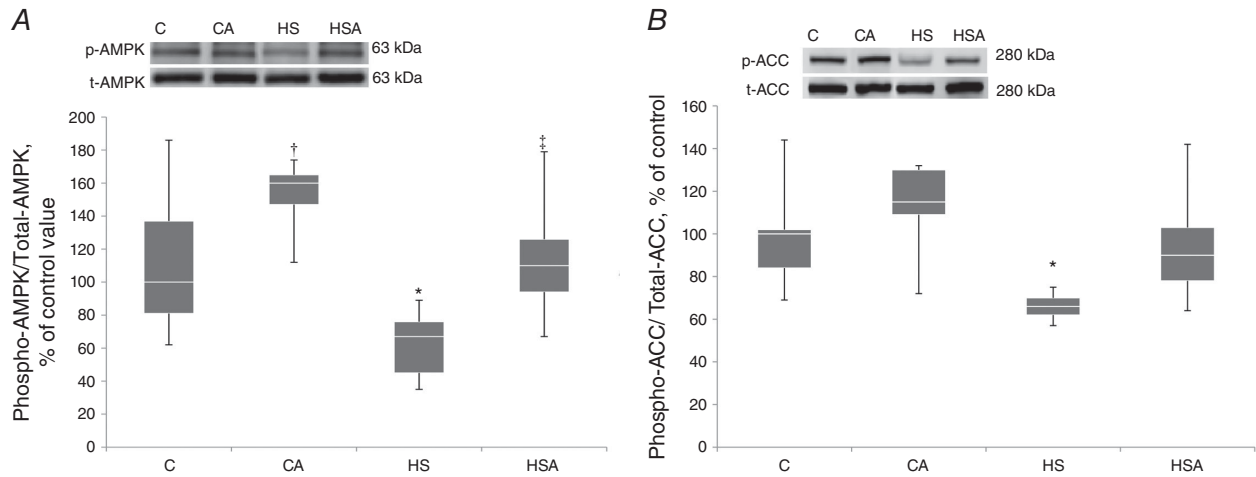 A
C CA HS HSA
p-AMPK 63 kDa
t-AMPK 63 kDa
Phospho-AMPK/Total-AMPK,
% of control value
200
180
160
140
120
100
80
60
40
20
0
†
*
‡
C CA HS HSA
B
C CA HS HSA
p-ACC 280 kDa
t-ACC 280 kDa
Phospho-ACC/ Total-ACC, % of control
160
140
120
100
80
60
40
20
0
*
C CA HS HSA